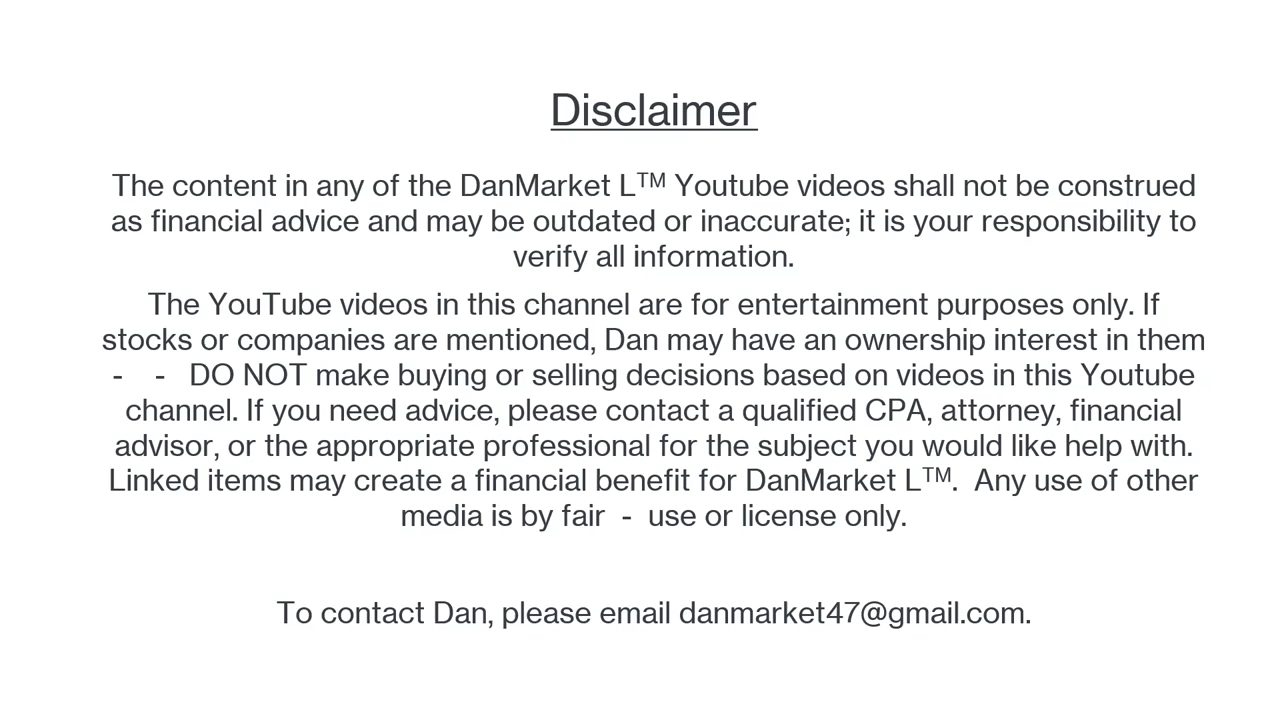 Disclaimer
The content in any of the DanMarket L™ Youtube videos shall not be construed
as financial advice and may be outdated or inaccurate; it is your responsibility to
verify all information.
The YouTube videos in this channel are for entertainment purposes only. If
stocks or companies are mentioned, Dan may have an ownership interest in them
- - DO NOT make buying or selling decisions based on videos in this Youtube
channel. If you need advice, please contact a qualified CPA, attorney, financial
advisor, or the appropriate professional for the subject you would like help with.
Linked items may create a financial benefit for DanMarket L™. Any use of other
media is by fair - use or license only.
To contact Dan, please email danmarket47@gmail.com.